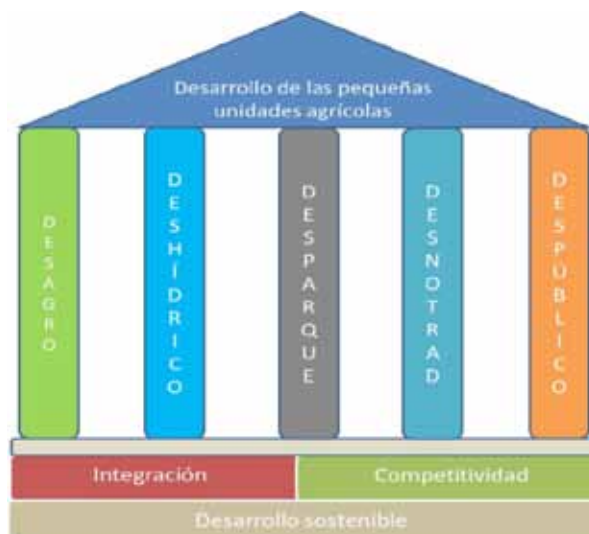 Desarrollo de las pequeñas
unidades agrícolas
DESAGRO
DESHÍDRICO
DESPARQUE
DESNOTRAD
DESPÚBLICO
Integración
Competitividad
Desarrollo sostenible